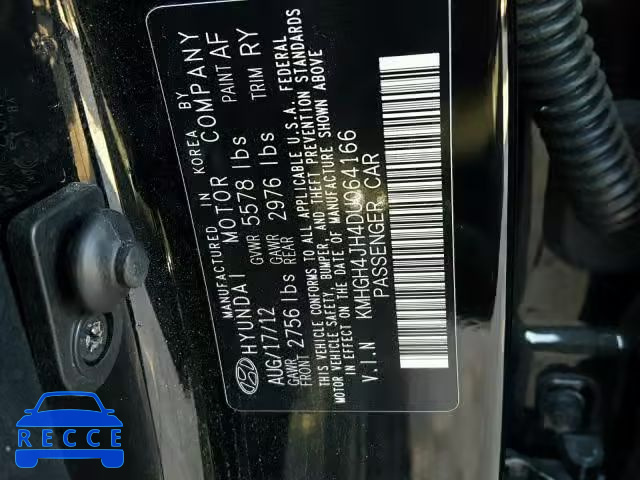 MANUFACTURED IN KOREA BY
HYUNDAI MOTOR COMPANY
AUG/17/12 GVWR 5578 lbs PAINT AF
GAWR FRONT 2756 lbs GAWR REAR 2976 lbs TRIM RY
THIS VEHICLE CONFORMS TO ALL APPLICABLE U.S.A. FEDERAL
MOTOR VEHICLE SAFETY, BUMPER, AND THEFT PREVENTION STANDARDS
IN EFFECT ON THE DATE OF MANUFACTURE SHOWN ABOVE
V.I.N KMHGH4JH4DU064166
PASSENGER CAR
RECCE